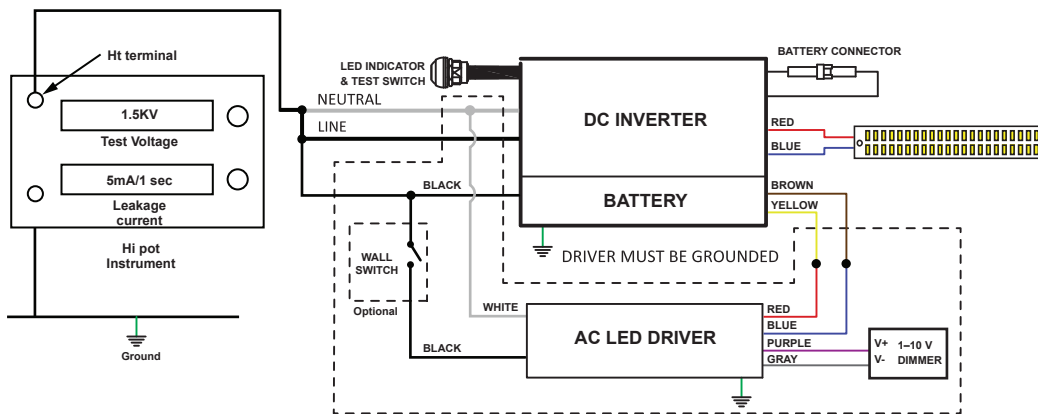 Ht terminal
1.5KV
Test Voltage
5mA/1 sec
Leakage
current
Hi pot
Instrument
Ground
LED INDICATOR
& TEST SWITCH
NEUTRAL
LINE
BLACK
WALL
SWITCH
Optional
WHITE
BLACK
DC INVERTER
BATTERY
BATTERY CONNECTOR
RED
BLUE
BROWN
YELLOW
DRIVER MUST BE GROUNDED
AC LED DRIVER
RED
BLUE
PURPLE
GRAY
V+
V-
1–10 V
DIMMER